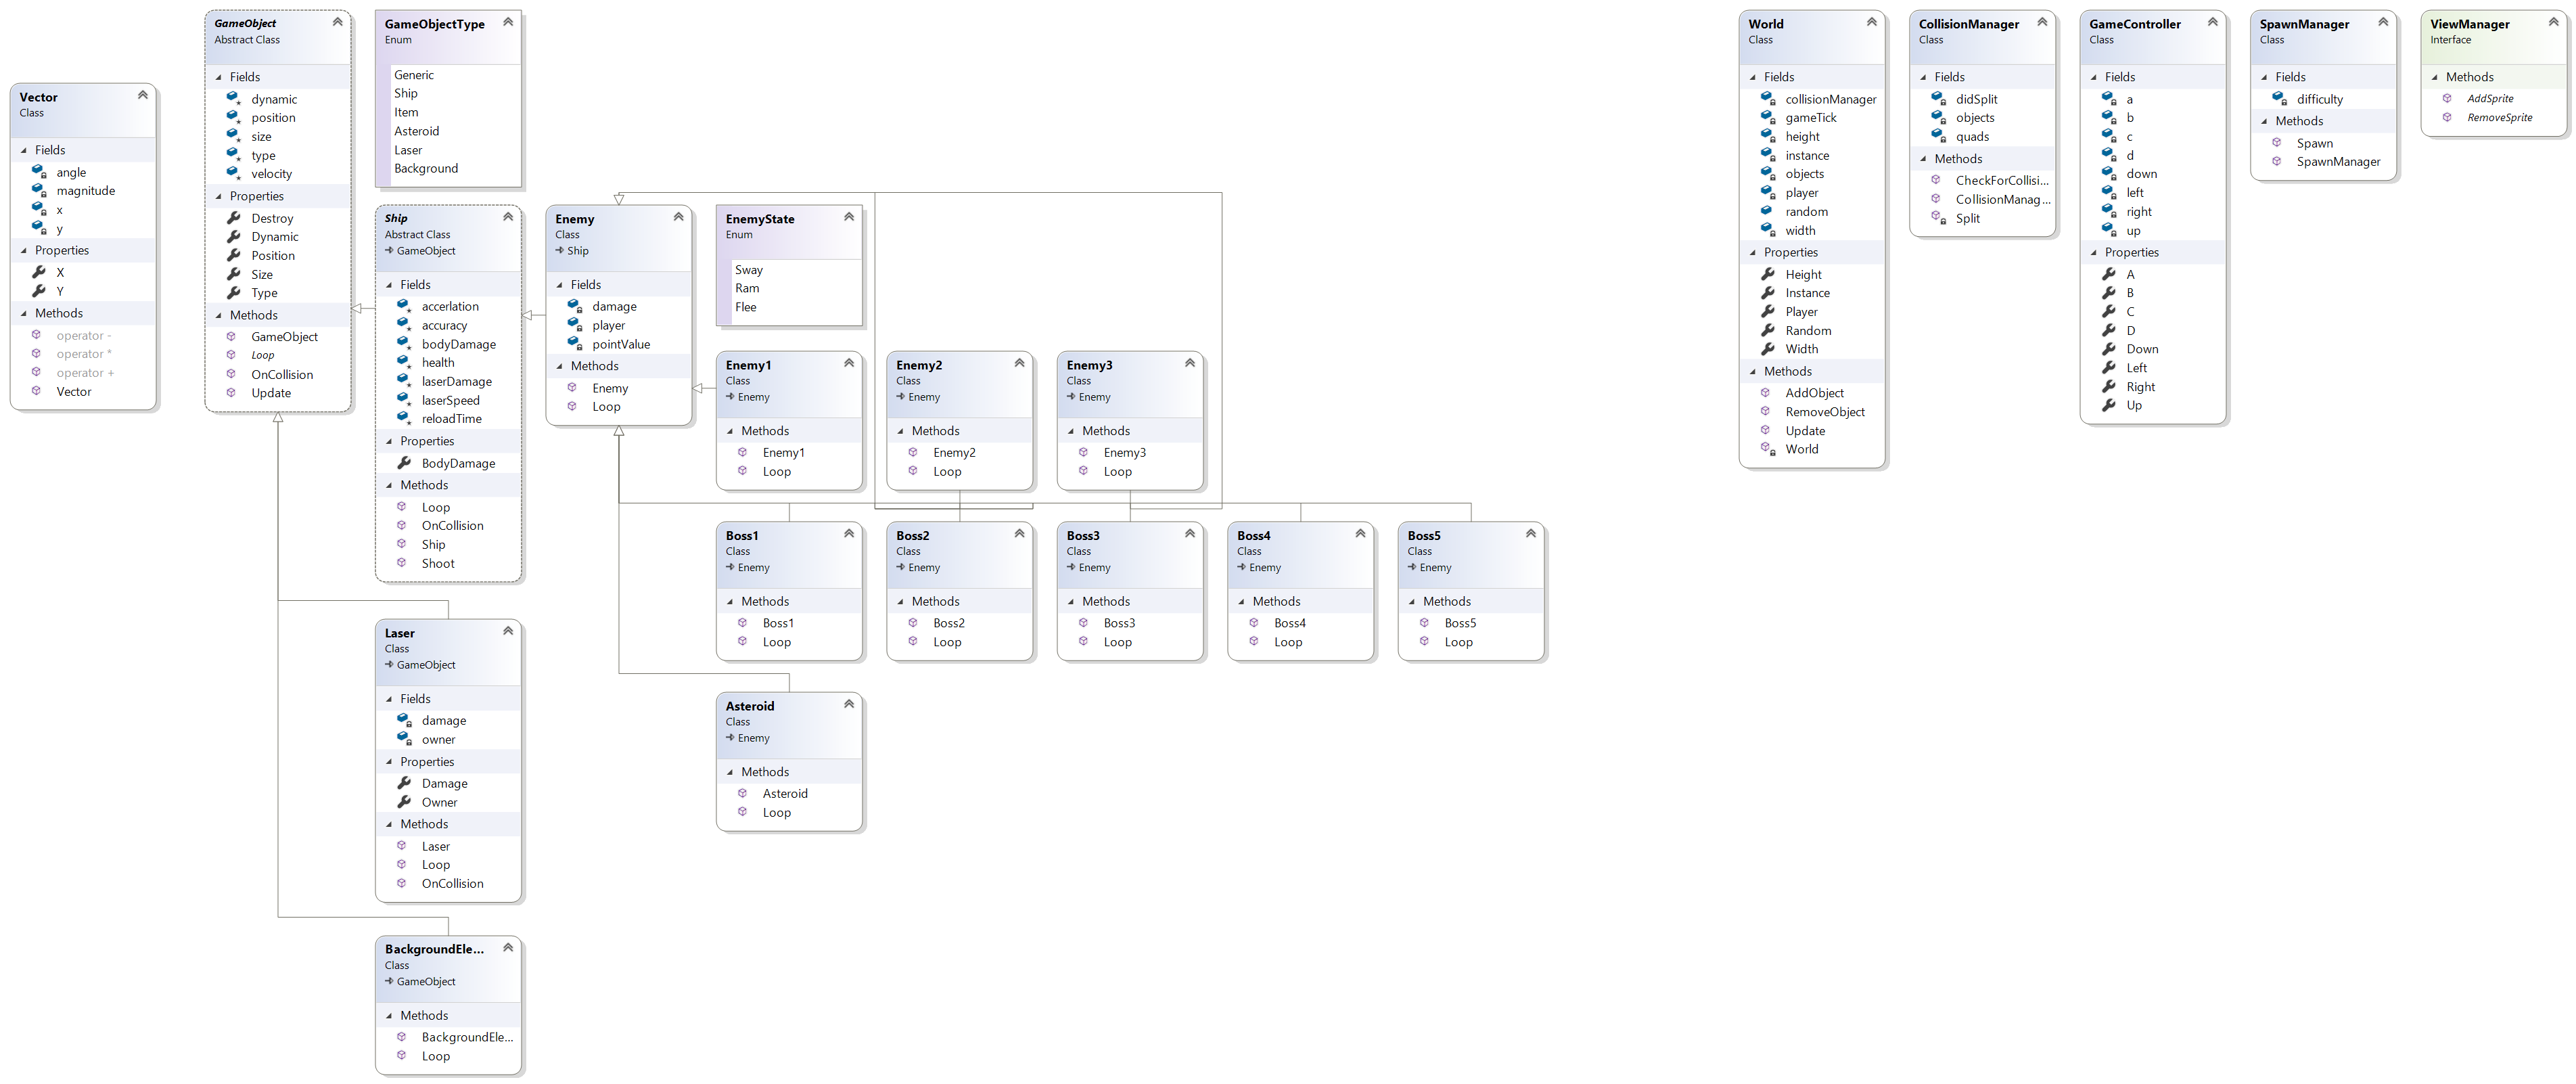 Vector
Class
Fields
angle
magnitude
x
y
Properties
X
Y
Methods
operator -
operator *
operator +
Vector
GameObject
Abstract Class
Fields
dynamic
position
size
type
velocity
Properties
Destroy
Dynamic
Position
Size
Type
Methods
GameObject
Loop
OnCollision
Update
GameObjectType
Enum
Generic
Ship
Item
Asteroid
Laser
Background
Ship
Abstract Class
GameObject
Fields
accerlation
accuracy
bodyDamage
health
laserDamage
laserSpeed
reloadTime
Properties
BodyDamage
Methods
Loop
OnCollision
Ship
Shoot
Laser
Class
GameObject
Fields
damage
owner
Properties
Damage
Owner
Methods
Laser
Loop
OnCollision
BackgroundEle...
Class
GameObject
Methods
BackgroundEle...
Loop
Enemy
Class
Ship
Fields
damage
player
pointValue
Methods
Enemy
Loop
EnemyState
Enum
Sway
Ram
Flee
Enemy1
Class
Enemy
Methods
Enemy1
Loop
Enemy2
Class
Enemy
Methods
Enemy2
Loop
Enemy3
Class
Enemy
Methods
Enemy3
Loop
Boss1
Class
Enemy
Methods
Boss1
Loop
Boss2
Class
Enemy
Methods
Boss2
Loop
Boss3
Class
Enemy
Methods
Boss3
Loop
Boss4
Class
Enemy
Methods
Boss4
Loop
Boss5
Class
Enemy
Methods
Boss5
Loop
Asteroid
Class
Enemy
Methods
Asteroid
Loop
World
Class
Fields
collisionManager
gameTick
height
instance
objects
player
random
width
Properties
Height
Instance
Player
Random
Width
Methods
AddObject
RemoveObject
Update
World
CollisionManager
Class
Fields
didSplit
objects
quads
Methods
CheckForCollisi...
CollisionManag...
Split
GameController
Class
Fields
a
b
c
d
down
left
right
up
Properties
A
B
C
D
Down
Left
Right
Up
SpawnManager
Class
Fields
difficulty
Methods
Spawn
SpawnManager
ViewManager
Interface
Methods
AddSprite
RemoveSprite